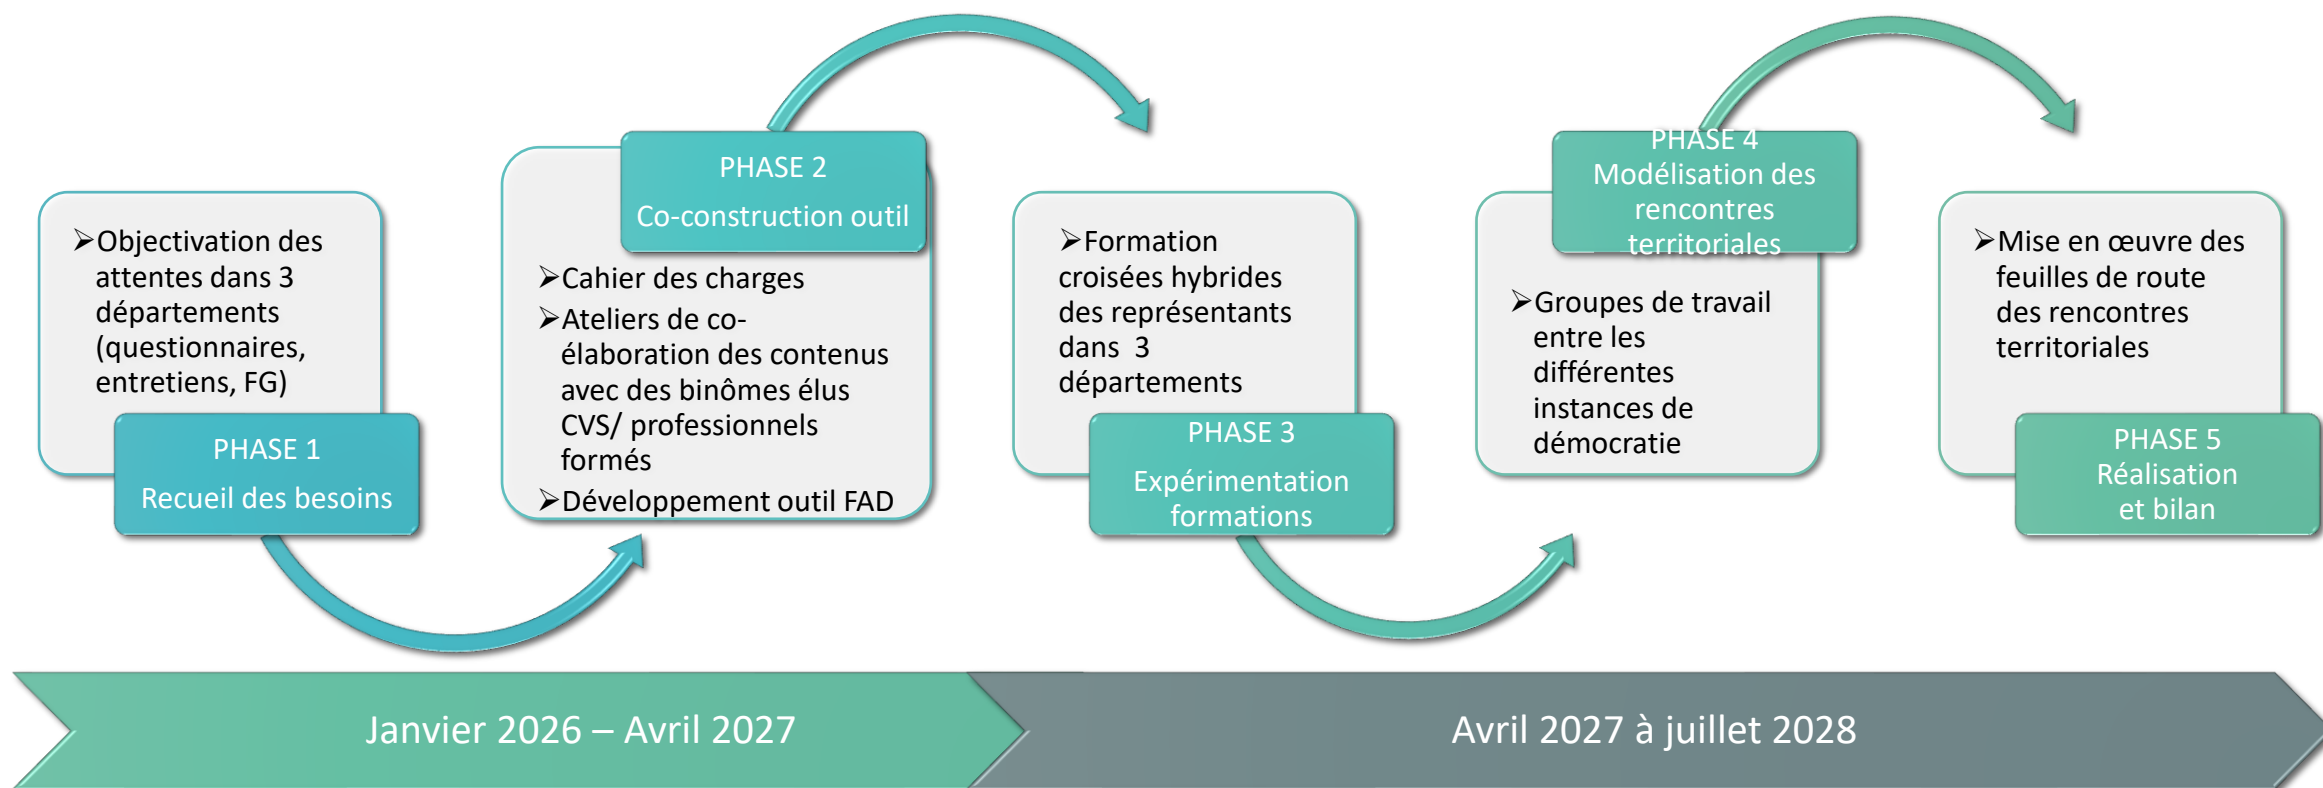 ➢Objectivation des
attentes dans 3
départements
(questionnaires,
entretiens, FG)
PHASE 1
Recueil des besoins
PHASE 2
Co-construction outil
➢Cahier des charges
➢Ateliers de co-
élaboration des contenus
avec des binômes élus
CVS/ professionnels
formés
➢Développement outil FAD
➢Formation
croisées hybrides
des représentants
dans  3
départements
PHASE 3
Expérimentation
formations
PHASE 4
Modélisation des
rencontres
territoriales
➢Groupes de travail
entre les
différentes
instances de
démocratie
➢Mise en œuvre des
feuilles de route
des rencontres
territoriales
PHASE 5
Réalisation
et bilan
Janvier 2026 – Avril 2027
Avril 2027 à juillet 2028